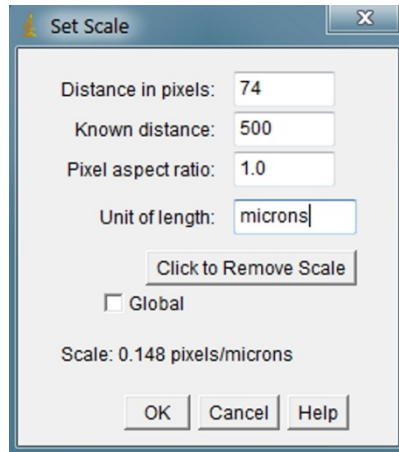 Set Scale
Distance in pixels: 74
Known distance: 500
Pixel aspect ratio: 1.0
Unit of length: microns
Click to Remove Scale
Global
Scale: 0.148 pixels/microns
OK Cancel Help